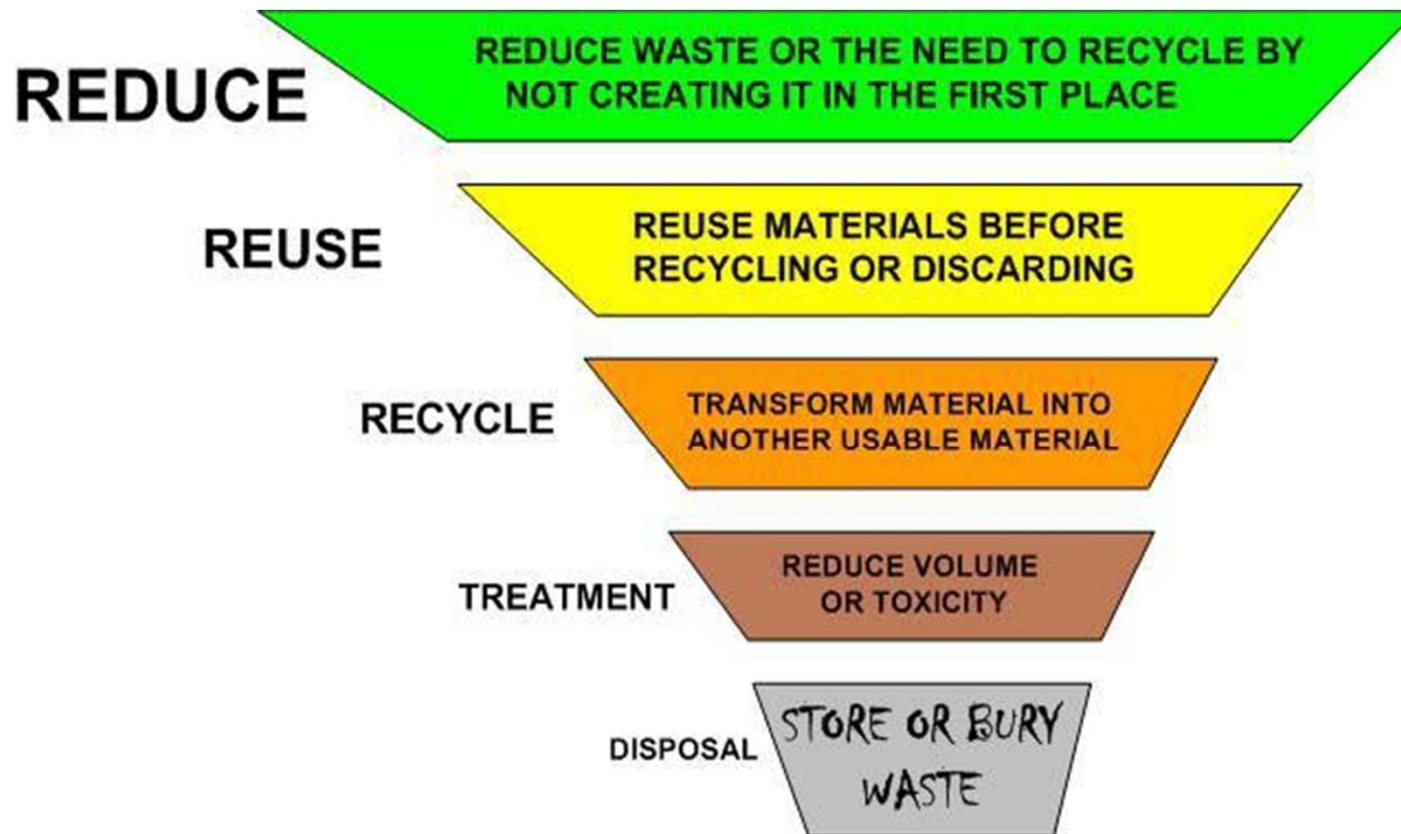 REDUCE
REDUCE WASTE OR THE NEED TO RECYCLE BY
NOT CREATING IT IN THE FIRST PLACE
REUSE
REUSE MATERIALS BEFORE
RECYCLING OR DISCARDING
RECYCLE
TRANSFORM MATERIAL INTO
ANOTHER USABLE MATERIAL
TREATMENT
REDUCE VOLUME
OR TOXICITY
DISPOSAL
STORE OR BURY
WASTE